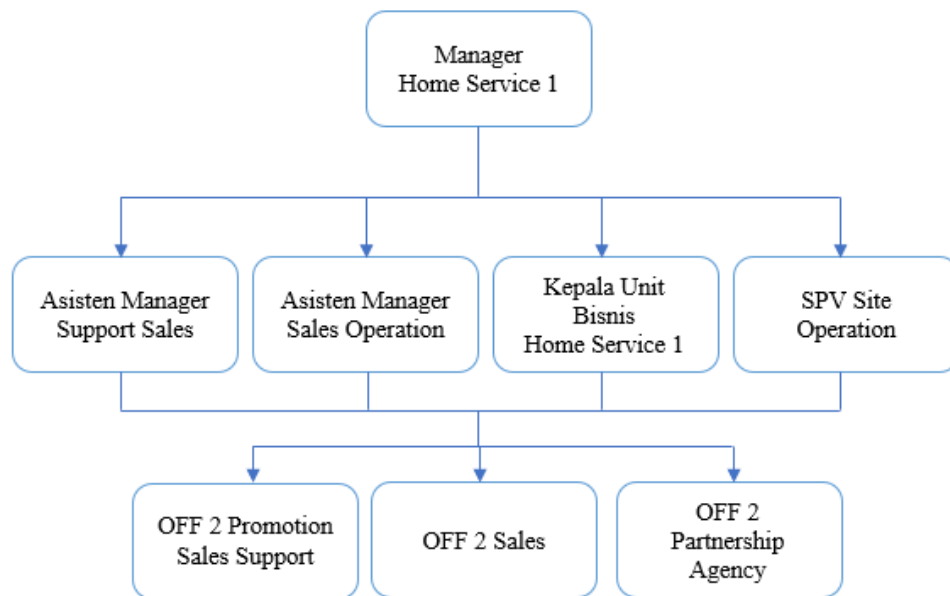 Manager
Home Service 1
Asisten Manager
Support Sales
Asisten Manager
Sales Operation
Kepala Unit
Bisnis
Home Service 1
SPV Site
Operation
OFF 2 Promotion
Sales Support
OFF 2 Sales
OFF 2
Partnership
Agency